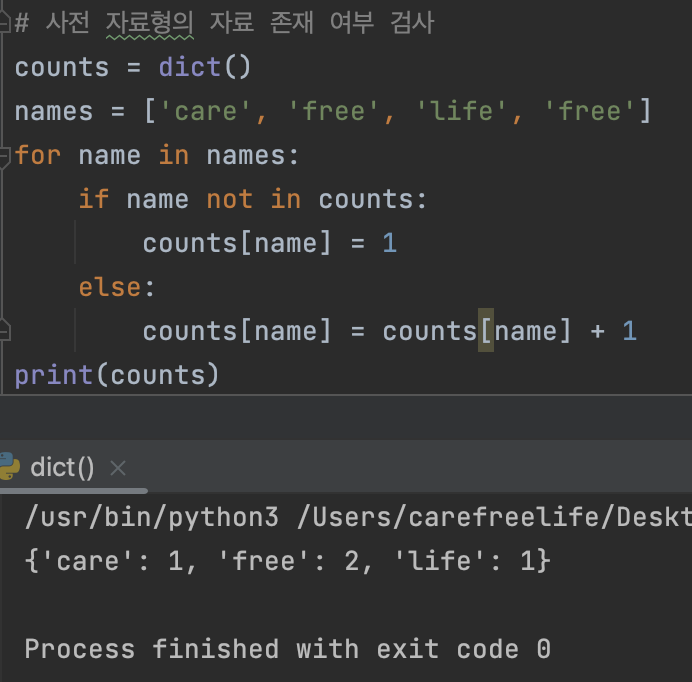 # 사전 자료형의 자료 존재 여부 검사
counts = dict()
names = ['care', 'free', 'life', 'free']
for name in names:
    if name not in counts:
        counts[name] = 1
    else:
        counts[name] = counts[name] + 1
print(counts)
dict()
/usr/bin/python3 /Users/carefreelife/Deskt
{'care': 1, 'free': 2, 'life': 1}
Process finished with exit code 0